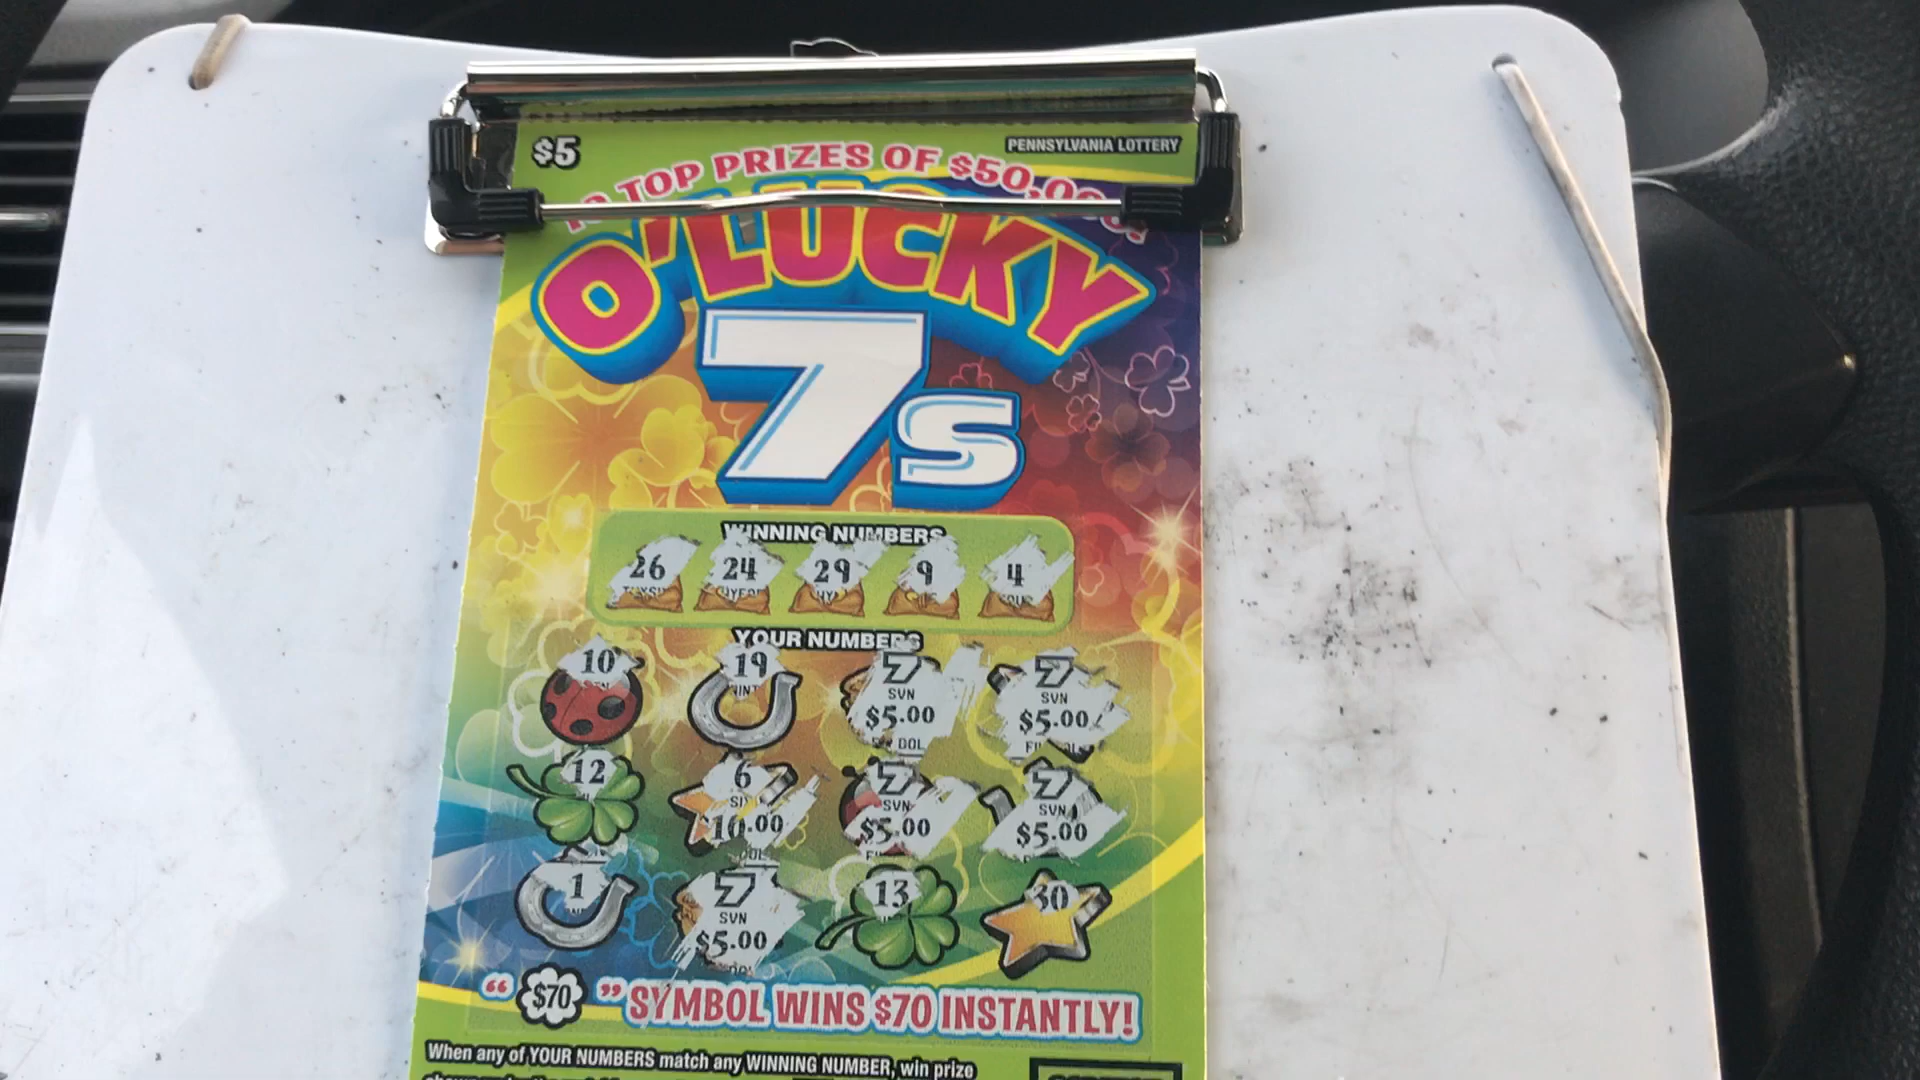 $5
PENNSYLVANIA LOTTERY
TOP PRIZES OF $50,000!
O'LUCKY
7s
WINNING NUMBERS
26 24 29 9 4
YOUR NUMBERS
10 19 7 7
SVN SVN
$5.00 $5.00
DOL
12 6 7 7
SVN SVN
10.00 $5.00 $5.00
DOL
1 7 13 30
SVN
$5.00
“ $70 ” SYMBOL WINS $70 INSTANTLY!
When any of YOUR NUMBERS match any WINNING NUMBER, win prize